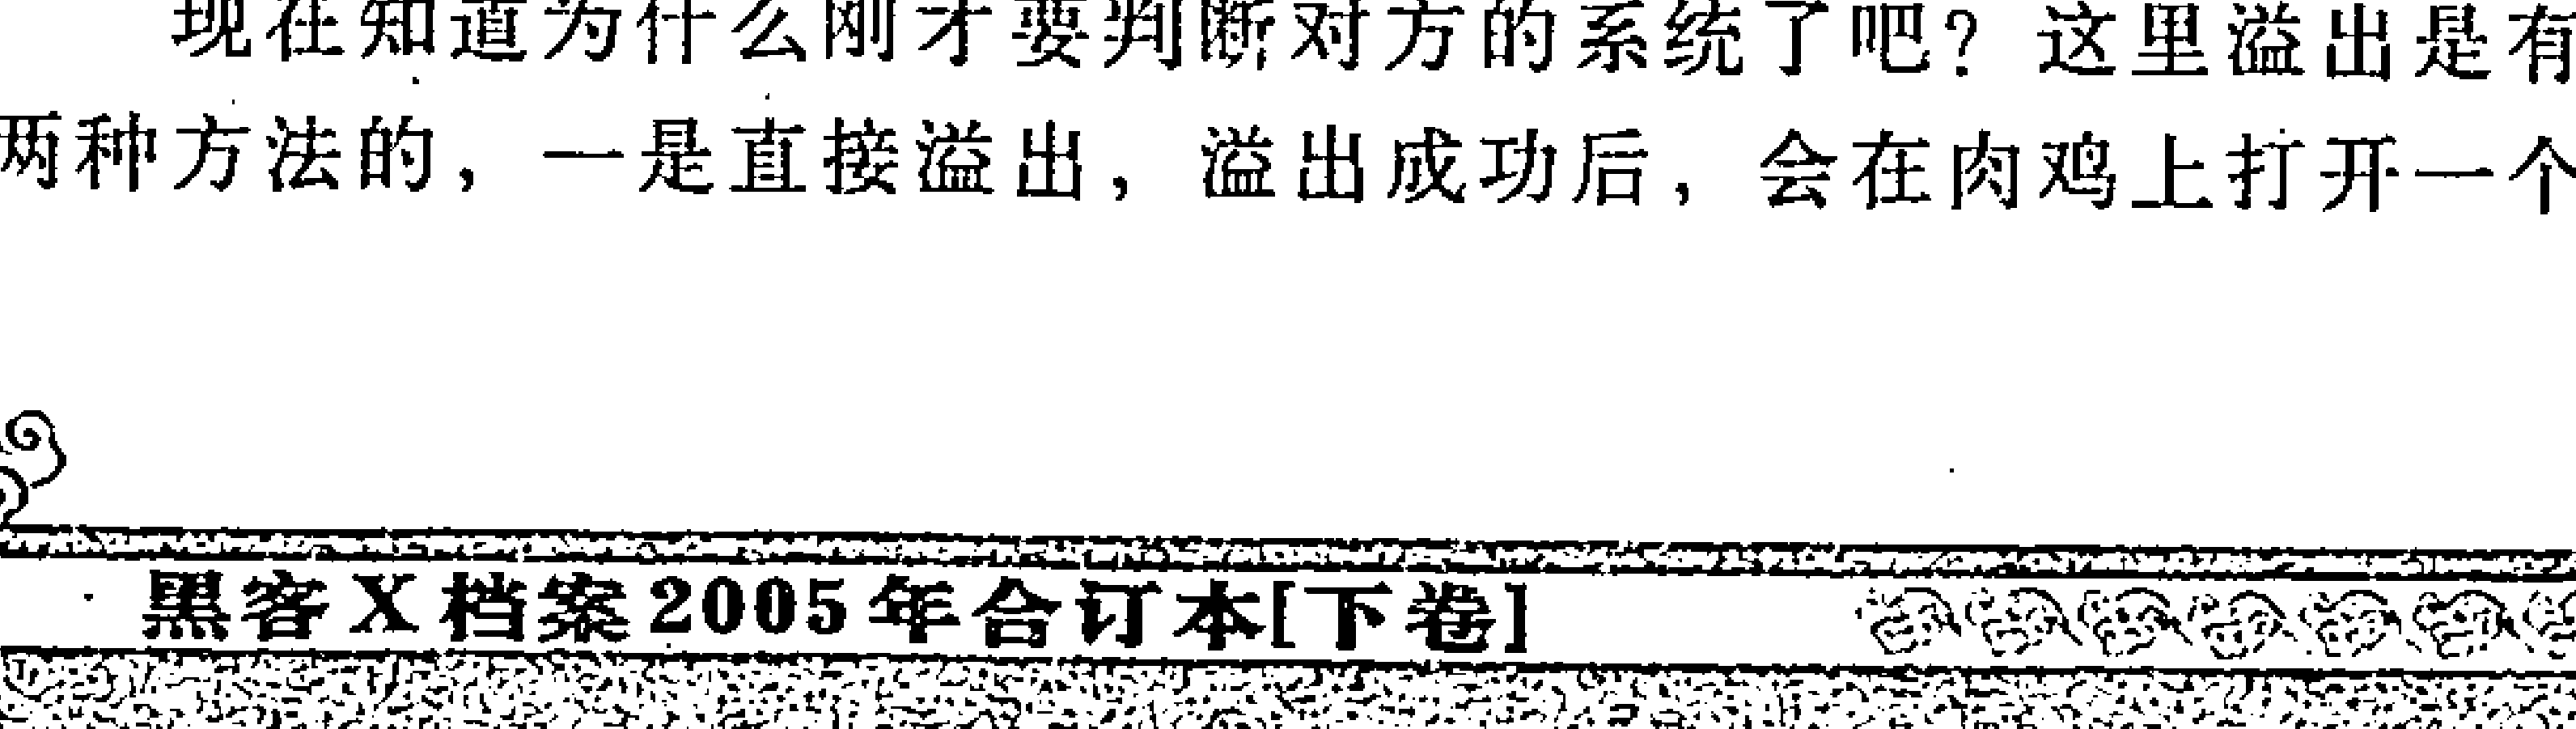 现在知道为什么刚才要判断对方的系统了吧？这里溢出是有
两种方法的，一是直接溢出，溢出成功后，会在肉鸡上打开一个
黑客X档案2005年合订本[下卷]